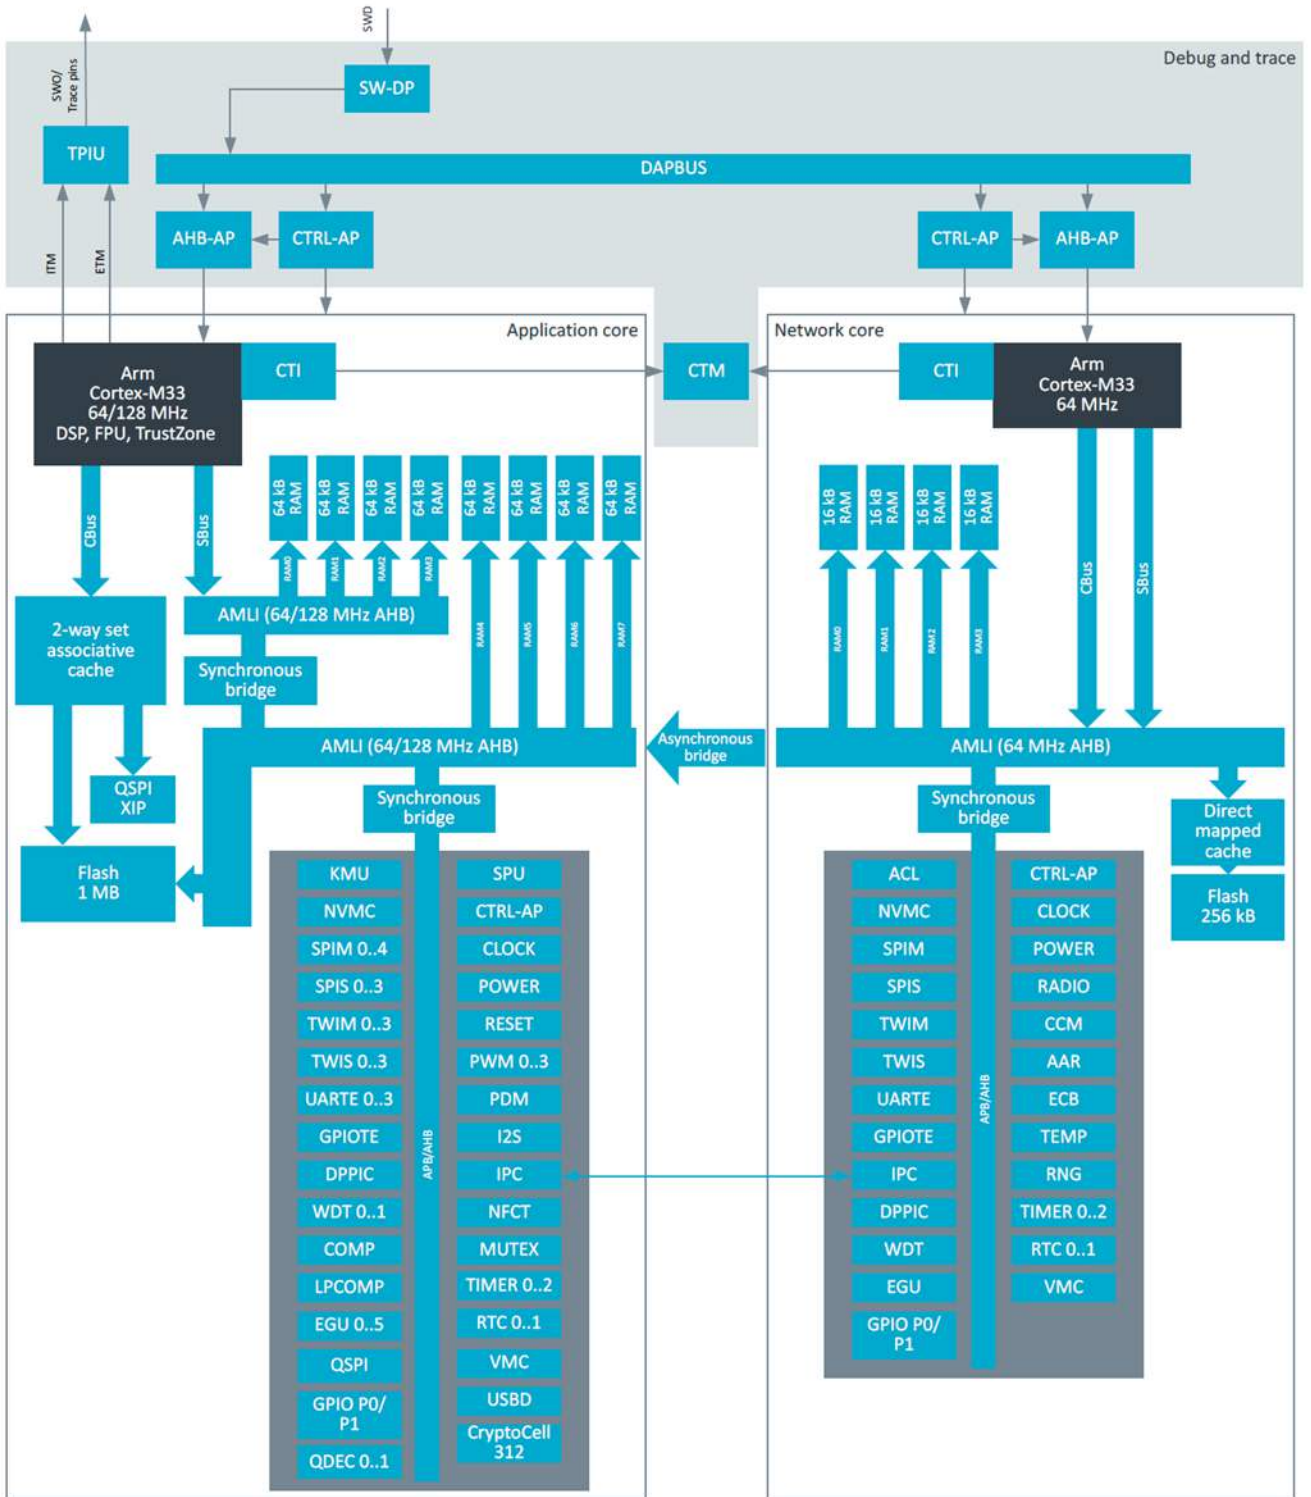 SWD
Debug and trace
SWO/
Trace pins
SW-DP
TPIU
DAPBUS
AHB-AP
CTRL-AP
CTRL-AP
AHB-AP
ITM
ETM
Application core
Network core
Arm
Cortex-M33
64/128 MHz
DSP, FPU, TrustZone
CTI
CTM
CTI
Arm
Cortex-M33
64 MHz
CBus
SBus
64 kB
RAM
64 kB
RAM
64 kB
RAM
64 kB
RAM
64 kB
RAM
64 kB
RAM
64 kB
RAM
64 kB
RAM
16 kB
RAM
16 kB
RAM
16 kB
RAM
16 kB
RAM
CBus
SBus
RAM0
RAM1
RAM2
RAM3
RAM4
RAM5
RAM6
RAM7
RAM0
RAM1
RAM2
RAM3
AMLI (64/128 MHz AHB)
2-way set
associative
cache
Synchronous
bridge
AMLI (64/128 MHz AHB)
Asynchronous
bridge
AMLI (64 MHz AHB)
QSPI
XIP
Synchronous
bridge
Synchronous
bridge
Direct
mapped
cache
Flash
1 MB
Flash
256 kB
KMU
NVMC
SPIM 0..4
SPIS 0..3
TWIM 0..3
TWIS 0..3
UARTE 0..3
GPIOTE
DPPIC
WDT 0..1
COMP
LPCOMP
EGU 0..5
QSPI
GPIO P0/
P1
QDEC 0..1
APB/AHB
SPU
CTRL-AP
CLOCK
POWER
RESET
PWM 0..3
PDM
I2S
IPC
NFCT
MUTEX
TIMER 0..2
RTC 0..1
VMC
USBD
CryptoCell
312
ACL
NVMC
SPIM
SPIS
TWIM
TWIS
UARTE
GPIOTE
IPC
DPPIC
WDT
EGU
GPIO P0/
P1
APB/AHB
CTRL-AP
CLOCK
POWER
RADIO
CCM
AAR
ECB
TEMP
RNG
TIMER 0..2
RTC 0..1
VMC